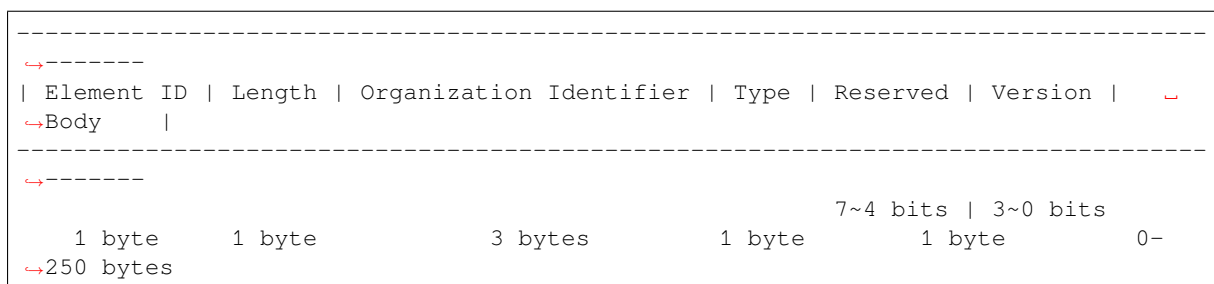 ------------------------------------------------------------------------------------
↪-------
| Element ID | Length | Organization Identifier | Type | Reserved | Version |   ␣
↪Body    |
------------------------------------------------------------------------------------
↪-------
                                                          7~4 bits | 3~0 bits
    1 byte     1 byte             3 bytes         1 byte        1 byte         0-
↪250 bytes